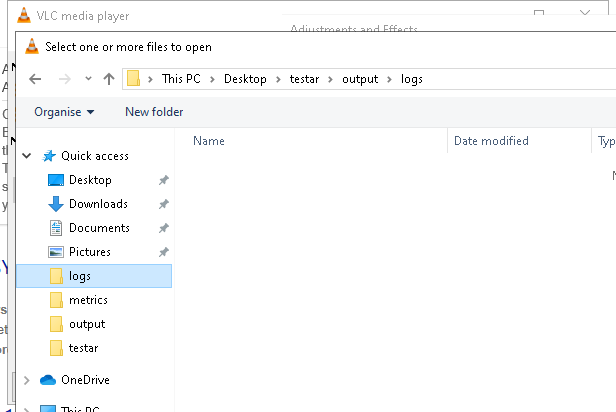 VLC media player
Adjustments and Effects
Select one or more files to open
This PC > Desktop > testar > output > logs
Organise New folder
Name Date modified Typ
Quick access
Desktop
Downloads
Documents
Pictures
logs
metrics
output
testar
OneDrive
This PC